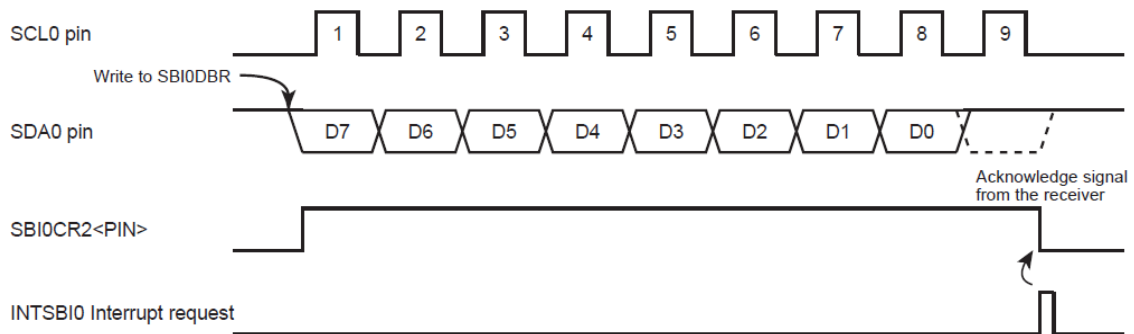 SCL0 pin
1 2 3 4 5 6 7 8 9
Write to SBI0DBR
SDA0 pin
D7 D6 D5 D4 D3 D2 D1 D0
Acknowledge signal
from the receiver
SBI0CR2<PIN>
INTSBI0 Interrupt request